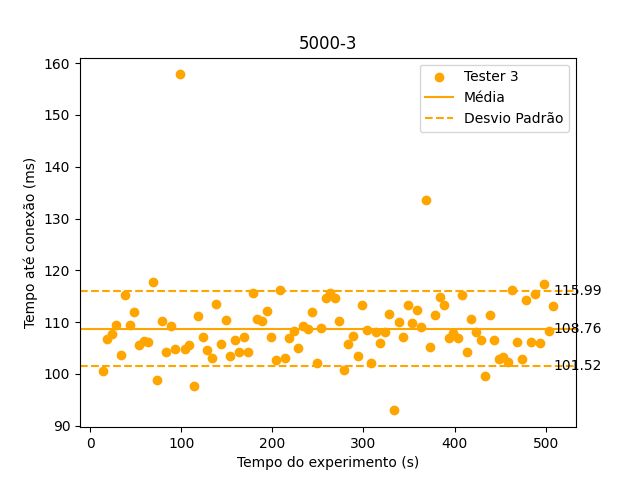 5000-3
160
150
140
130
120
110
100
90
Tempo até conexão (ms)
Tester 3
Média
Desvio Padrão
115.99
108.76
101.52
0 100 200 300 400 500
Tempo do experimento (s)